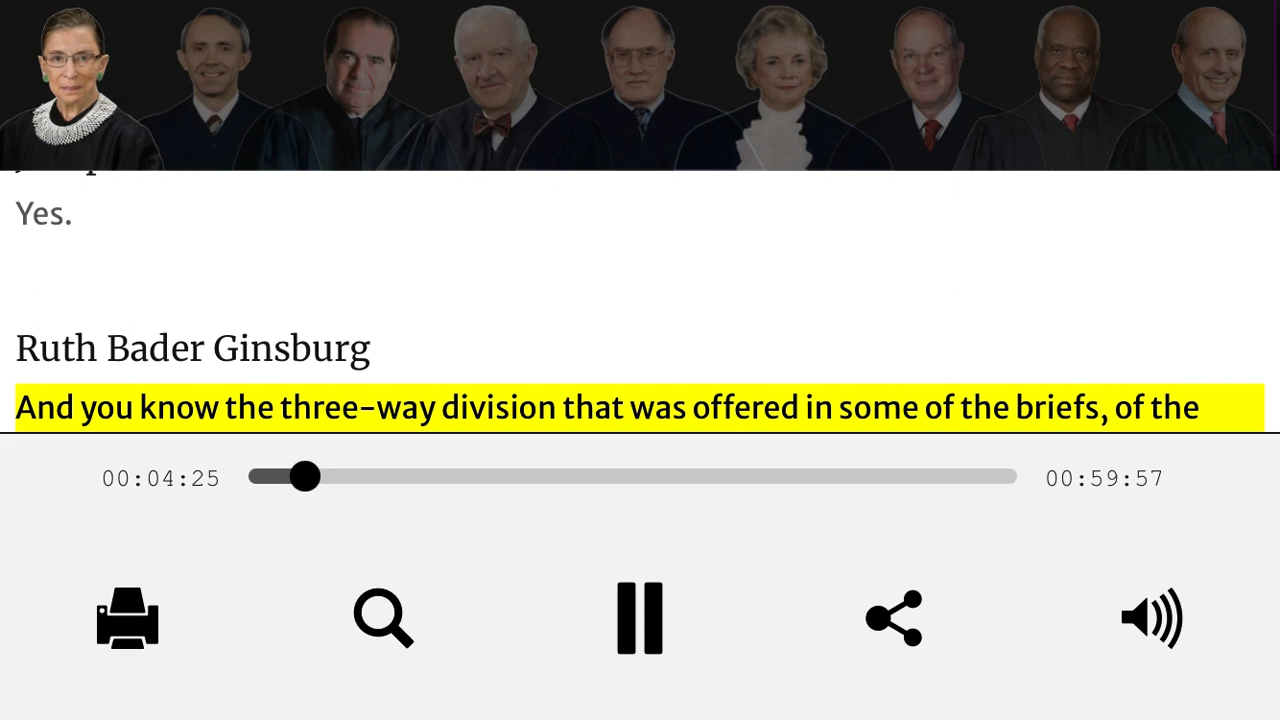 Yes.
Ruth Bader Ginsburg
And you know the three-way division that was offered in some of the briefs, of the
00:04:25
00:59:57